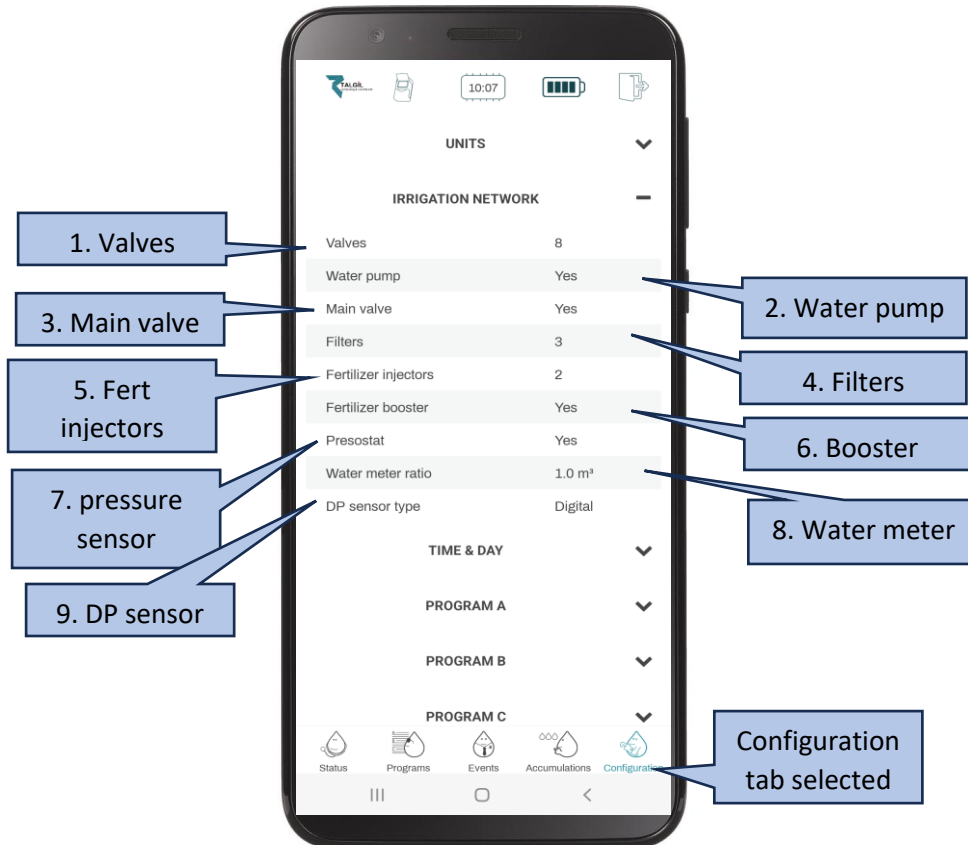 TALGIL
10:07
UNITS
IRRIGATION NETWORK
1. Valves
Valves 8
Water pump Yes
2. Water pump
3. Main valve
Main valve Yes
Filters 3
4. Filters
5. Fert
injectors
Fertilizer injectors 2
Fertilizer booster Yes
6. Booster
7. pressure
sensor
Presostat Yes
Water meter ratio 1.0 m³
8. Water meter
DP sensor type Digital
9. DP sensor
TIME & DAY
PROGRAM A
PROGRAM B
PROGRAM C
Status Programs Events Accumulations Configuration
Configuration
tab selected